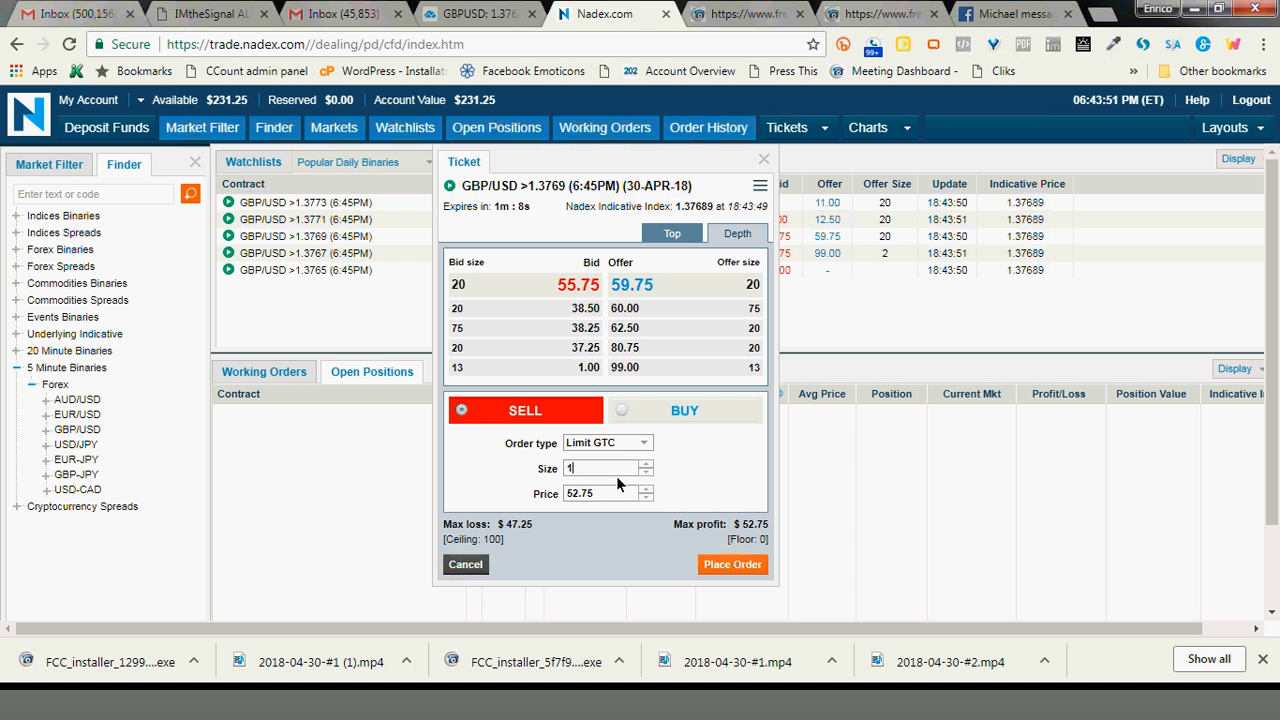 Inbox (500,156)
IMtheSignal AL
Inbox (45,853)
GBPUSD: 1.376
Nadex.com
https://www.fre
https://www.fre
Michael messa
Enrico
Secure
https://trade.nadex.com//dealing/pd/cfd/index.htm
99+
Apps
Bookmarks
CCount admin panel
cP WordPress - Installat
Facebook Emoticons
202 Account Overview
Press This
Meeting Dashboard -
Cliks
»
Other bookmarks
My Account
Available $231.25
Reserved $0.00
Account Value $231.25
06:43:51 PM (ET)
Help
Logout
N
Deposit Funds
Market Filter
Finder
Markets
Watchlists
Open Positions
Working Orders
Order History
Tickets
Charts
Layouts
Market Filter
Finder
Enter text or code
Indices Binaries
Indices Spreads
Forex Binaries
Forex Spreads
Commodities Binaries
Commodities Spreads
Events Binaries
Underlying Indicative
20 Minute Binaries
5 Minute Binaries
Forex
AUD/USD
EUR/USD
GBP/USD
USD/JPY
EUR-JPY
GBP-JPY
USD-CAD
Cryptocurrency Spreads
Watchlists
Popular Daily Binaries
Display
Contract
id
Offer
Offer Size
Update
Indicative Price
GBP/USD >1.3773 (6:45PM)
11.00
20
18:43:50
1.37689
GBP/USD >1.3771 (6:45PM)
00
12.50
20
18:43:51
1.37689
GBP/USD >1.3769 (6:45PM)
75
59.75
20
18:43:51
1.37689
GBP/USD >1.3767 (6:45PM)
75
99.00
2
18:43:51
1.37689
GBP/USD >1.3765 (6:45PM)
00
-
18:43:50
1.37689
Ticket
GBP/USD >1.3769 (6:45PM) (30-APR-18)
Expires in: 1m : 8s
Nadex Indicative Index: 1.37689 at 18:43:49
Top
Depth
Bid size
Bid
Offer
Offer size
20
55.75
59.75
20
20
38.50
60.00
75
75
38.25
62.50
20
20
37.25
80.75
20
13
1.00
99.00
13
SELL
BUY
Order type
Limit GTC
Size
1
Price
52.75
Max loss: $ 47.25
Max profit: $ 52.75
[Ceiling: 100]
[Floor: 0]
Cancel
Place Order
Working Orders
Open Positions
Display
Contract
Avg Price
Position
Current Mkt
Profit/Loss
Position Value
Indicative I
FCC_installer_1299....exe
2018-04-30-#1 (1).mp4
FCC_installer_5f7f9....exe
2018-04-30-#1.mp4
2018-04-30-#2.mp4
Show all